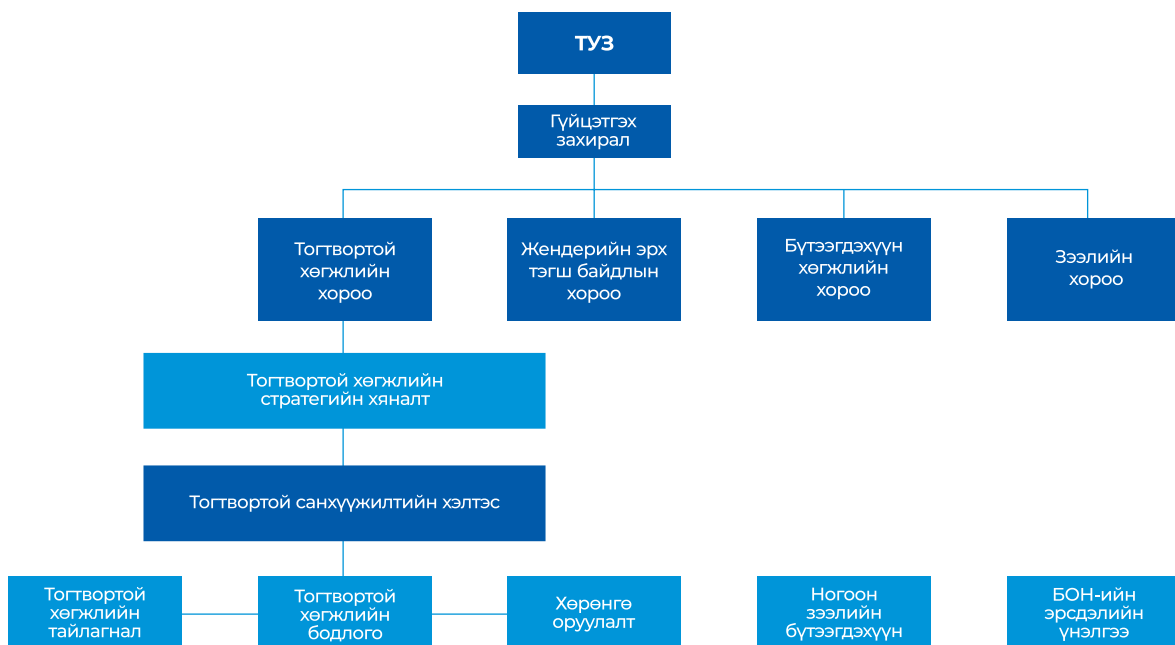 ТУЗ
Гүйцэтгэх
захирал
Тогтвортой
хөгжлийн
хороо
Жендерийн эрх
тэгш байдлын
хороо
Бүтээгдэхүүн
хөгжлийн
хороо
Зээлийн
хороо
Тогтвортой хөгжлийн
стратегийн хяналт
Тогтвортой санхүүжилтийн хэлтэс
Тогтвортой
хөгжлийн
тайлагнал
Тогтвортой
хөгжлийн
бодлого
Хөрөнгө
оруулалт
Ногоон
зээлийн
бүтээгдэхүүн
БОН-ийн
эрсдэлийн
үнэлгээ